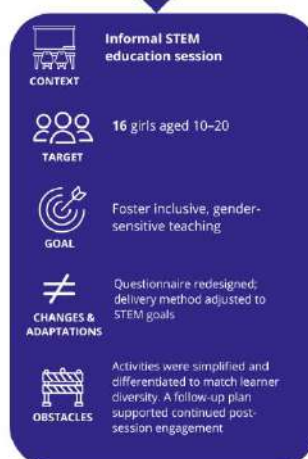 Informal STEM
education session
CONTEXT
16 girls aged 10–20
TARGET
Foster inclusive, gender-
sensitive teaching
GOAL
Questionnaire redesigned;
delivery method adjusted to
STEM goals
CHANGES &
ADAPTATIONS
Activities were simplified and
differentiated to match learner
diversity. A follow-up plan
supported continued post-
session engagement
OBSTACLES